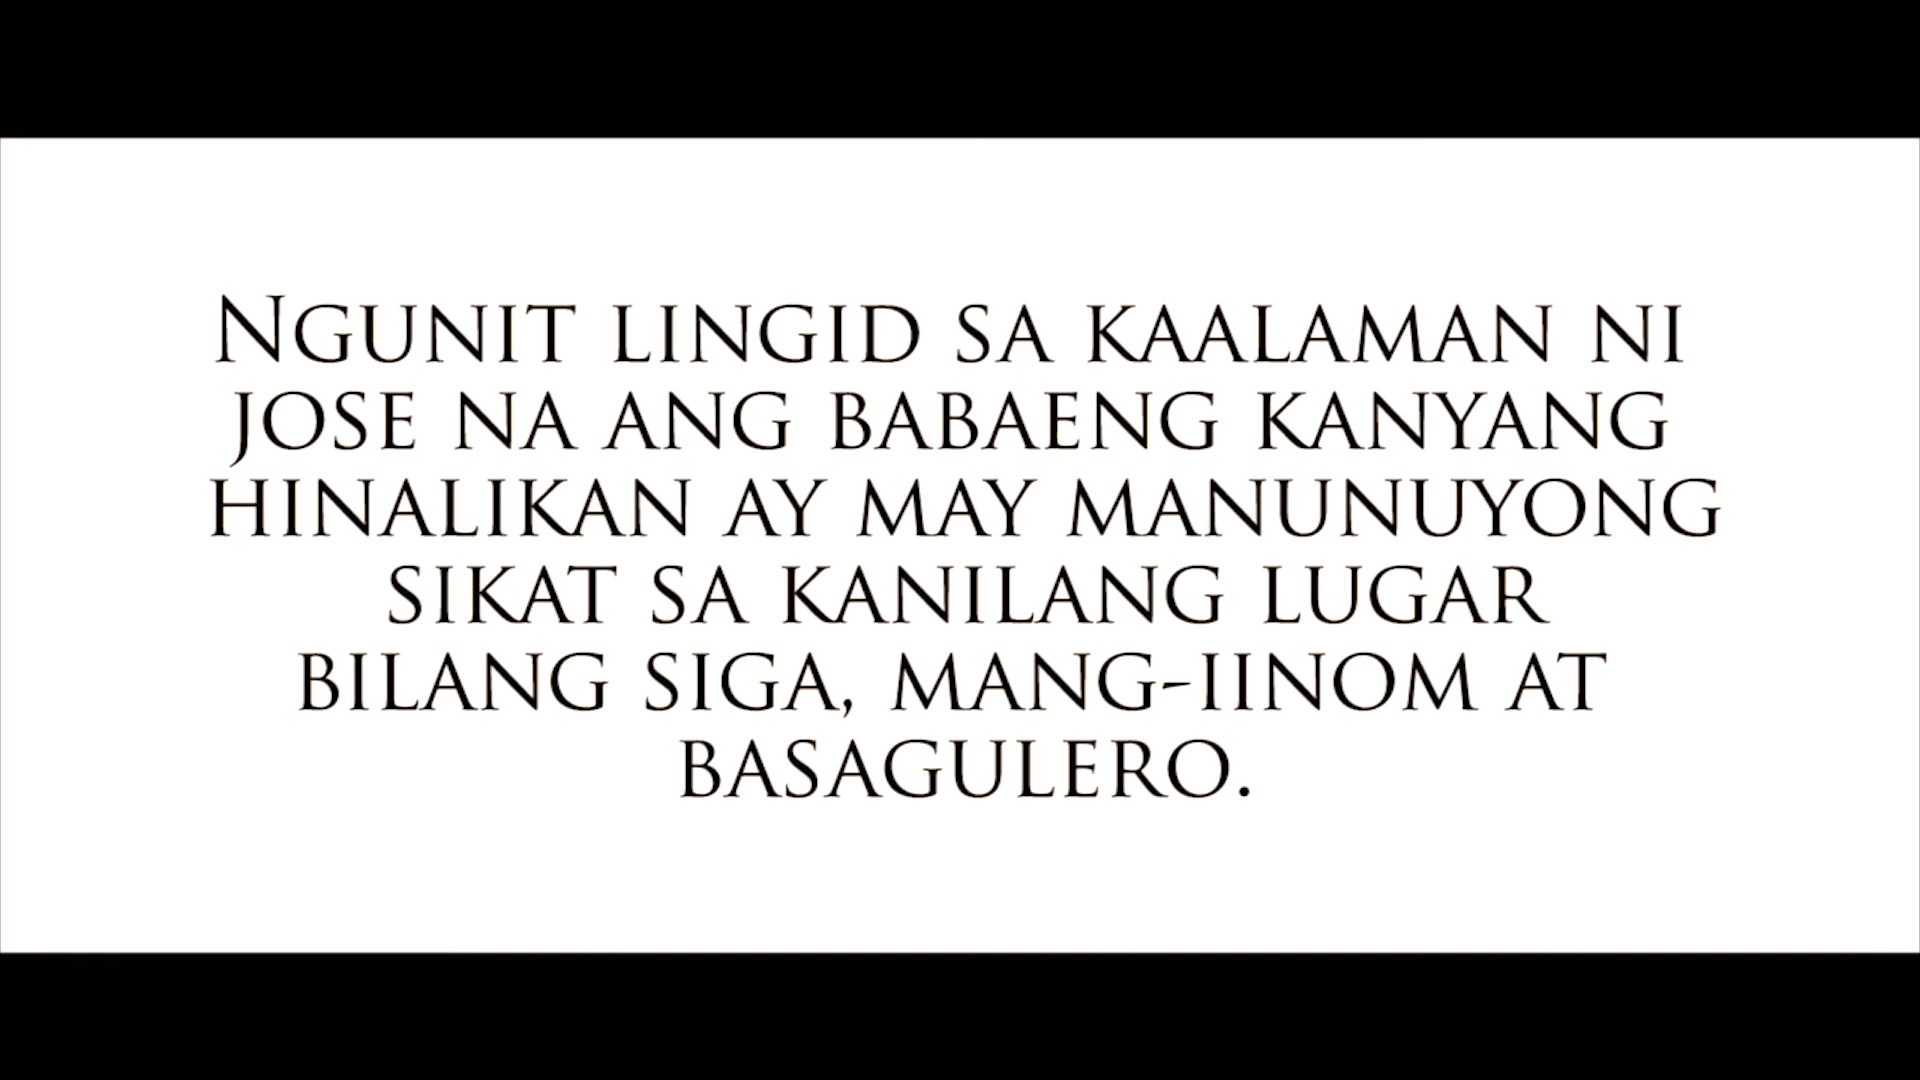 Ngunit lingid sa kaalaman ni
jose na ang babaeng kanyang
hinalikan ay may manunuyong
sikat sa kanilang lugar
bilang siga, mang-iinom at
basagulero.